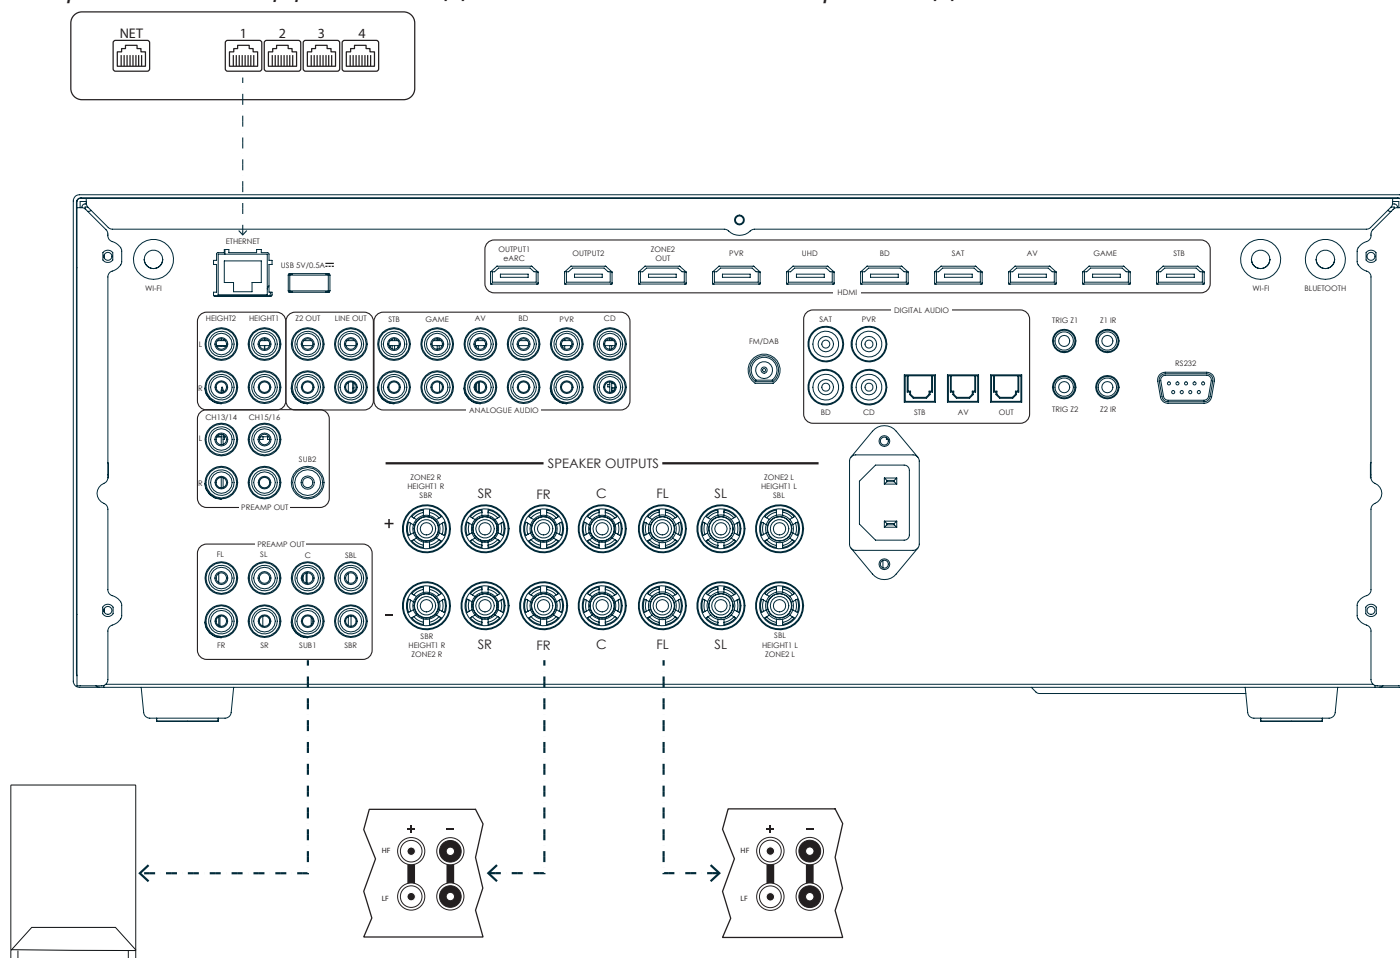 NET 1 2 3 4
ETHERNET
USB 5V/0.5A
WI-FI
OUTPUT1
eARC
OUTPUT2
ZONE2
OUT
PVR
UHD
BD
SAT
AV
GAME
STB
HDMI
WI-FI
BLUETOOTH
HEIGHT2 HEIGHT1
L
R
Z2 OUT LINE OUT
STB GAME AV BD PVR CD
ANALOGUE AUDIO
FM/DAB
DIGITAL AUDIO
SAT PVR
BD CD STB AV OUT
TRIG Z1 Z1 IR
TRIG Z2 Z2 IR
RS232
CH13/14 CH15/16
L
SUB2
R
PREAMP OUT
SPEAKER OUTPUTS
ZONE2 R
HEIGHT1 R
SBR
SR FR C FL SL
ZONE2 L
HEIGHT1 L
SBL
+
–
SBR
HEIGHT1 R
ZONE2 R
SR FR C FL SL
SBL
HEIGHT1 L
ZONE2 L
PREAMP OUT
FL SL C SBL
FR SR SUB1 SBR
+ –
HF
LF
+ –
HF
LF